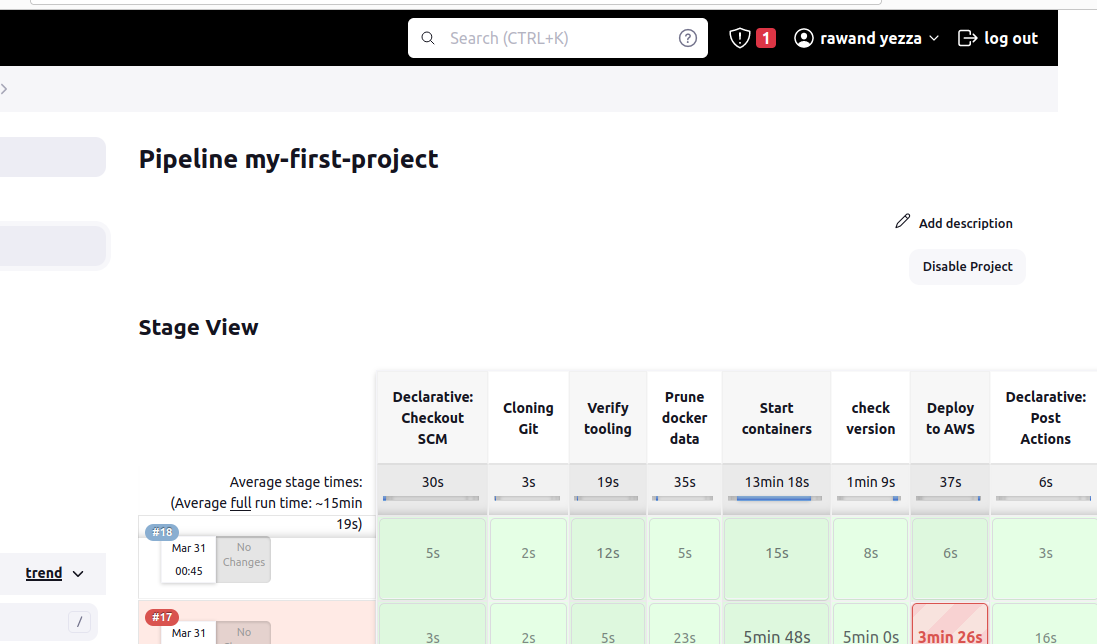 Search (CTRL+K)
?
1
rawand yezza
log out
Pipeline my-first-project
Add description
Disable Project
Stage View
Declarative: Checkout SCM
Cloning Git
Verify tooling
Prune docker data
Start containers
check version
Deploy to AWS
Declarative: Post Actions
Average stage times:
(Average full run time: ~15min
19s)
30s
3s
19s
35s
13min 18s
1min 9s
37s
6s
#18
Mar 31
00:45
No
Changes
5s
2s
12s
5s
15s
8s
6s
3s
trend
/
#17
Mar 31
No
3s
2s
5s
23s
5min 48s
5min 0s
3min 26s
16s